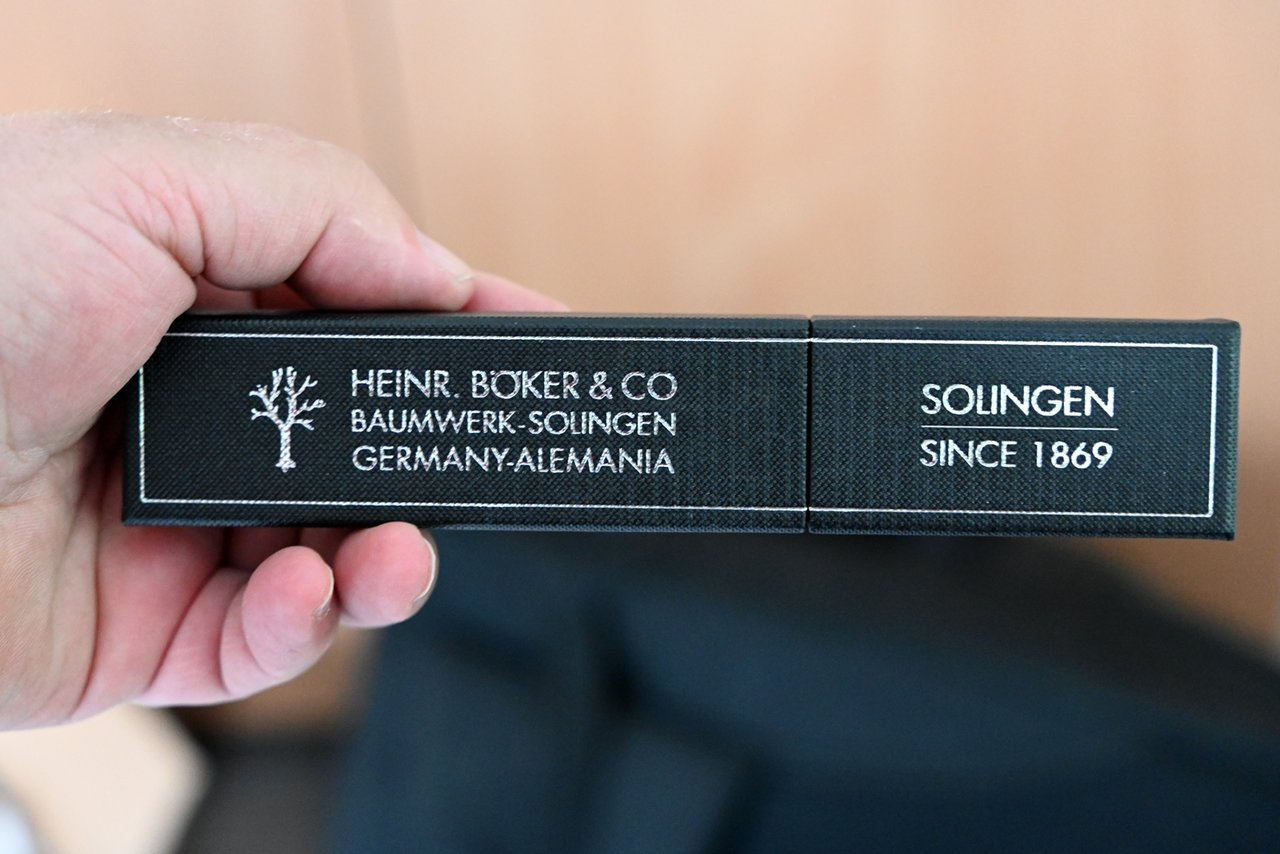 HEINR. BÖKER & CO
BAUMWERK-SOLINGEN
GERMANY-ALEMANIA
SOLINGEN
SINCE 1869